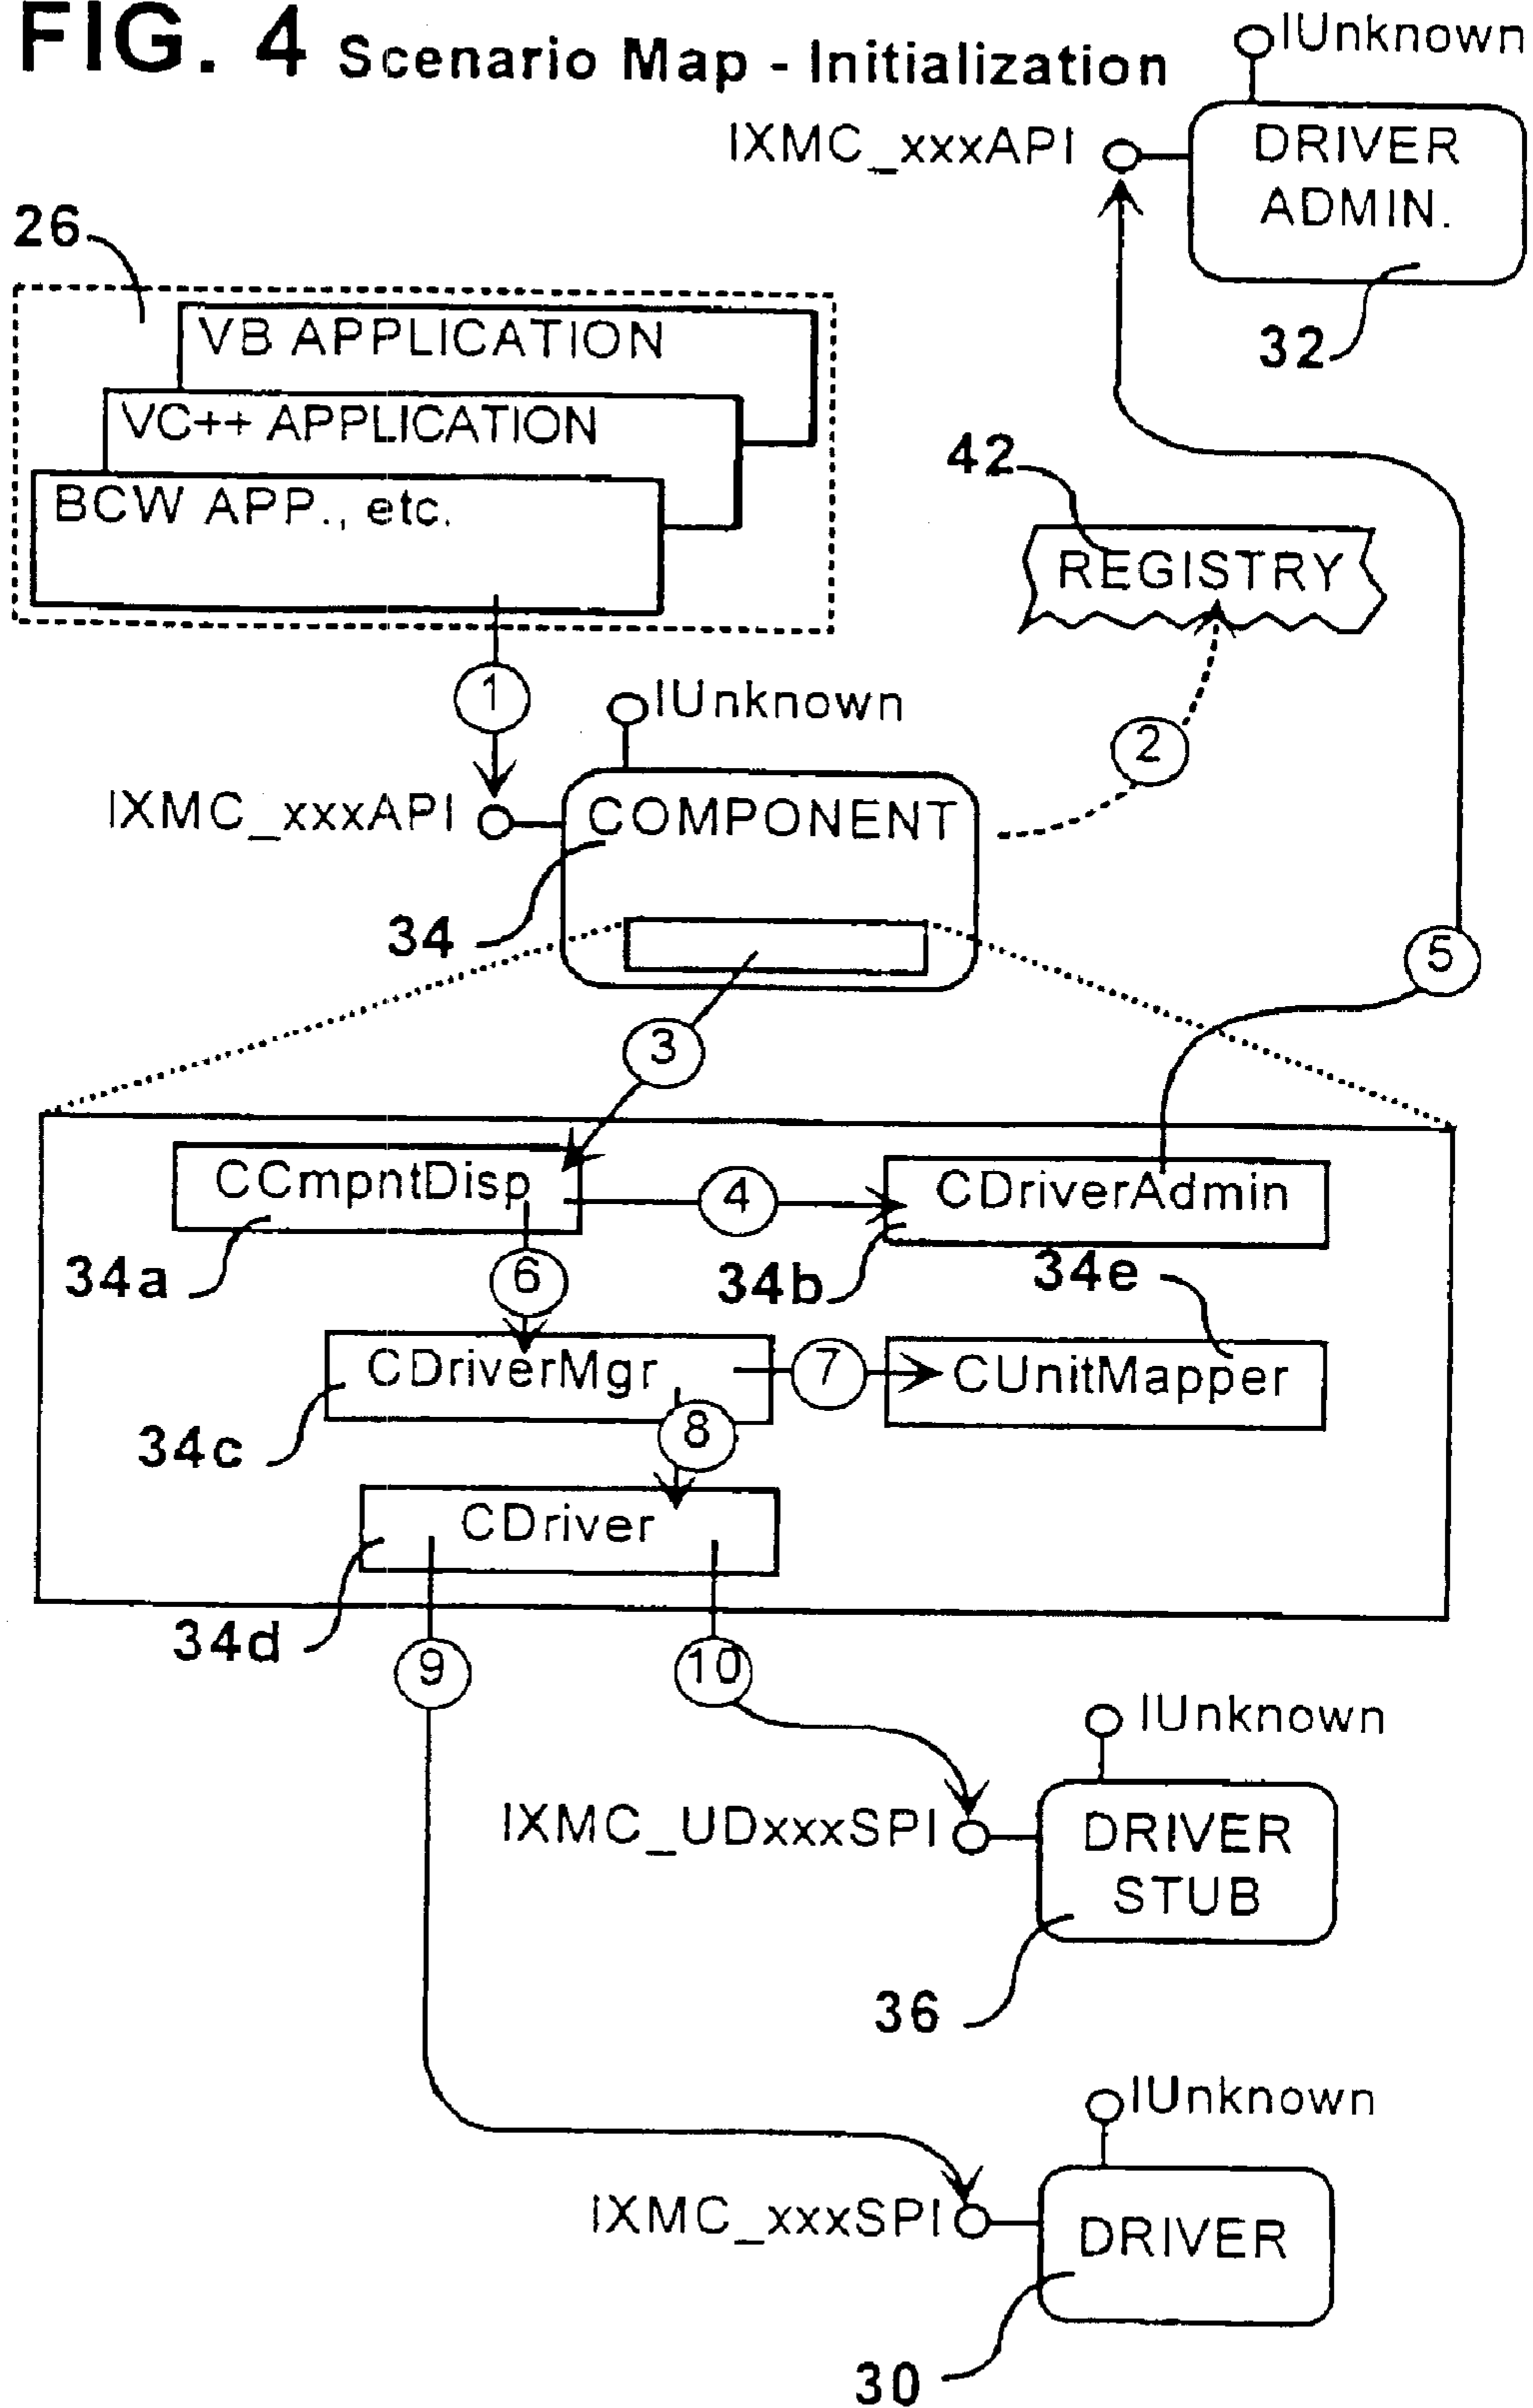 FIG. 4 Scenario Map - Initialization
IUnknown
IXMC_xxxAPI
DRIVER
ADMIN.
26
32
VB APPLICATION
VC++ APPLICATION
BCW APP., etc.
42
REGISTRY
1
IUnknown
2
IXMC_xxxAPI
COMPONENT
34
5
3
CCmpntDisp
4
CDriverAdmin
34a
6
34b
34e
CDriverMgr
7
CUnitMapper
34c
8
CDriver
34d
9
10
IUnknown
IXMC_UDxxxSPI
DRIVER
STUB
36
IUnknown
IXMC_xxxSPI
DRIVER
30